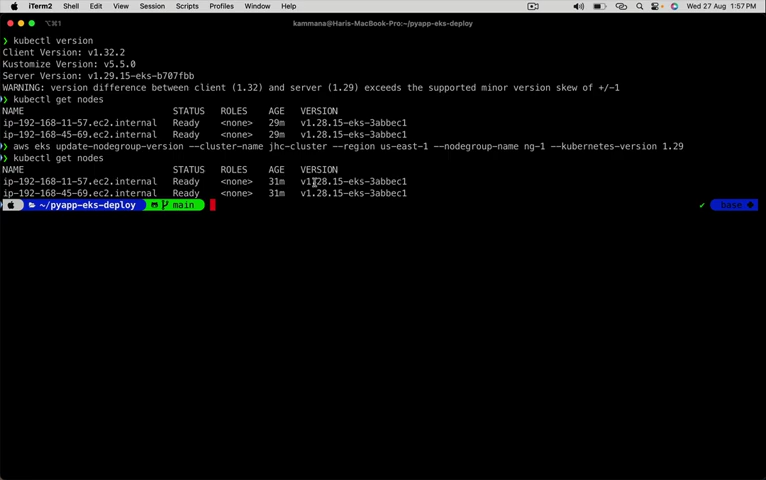 iTerm2 Shell Edit View Session Scripts Profiles Window Help Wed 27 Aug 1:57 PM
kammana@Haris-MacBook-Pro:~/pyapp-eks-deploy
⌥⌘1
❯ kubectl version
Client Version: v1.32.2
Kustomize Version: v5.5.0
Server Version: v1.29.15-eks-b707fbb
WARNING: version difference between client (1.32) and server (1.29) exceeds the supported minor version skew of +/-1
❯ kubectl get nodes
NAME STATUS ROLES AGE VERSION
ip-192-168-11-57.ec2.internal Ready <none> 29m v1.28.15-eks-3abbec1
ip-192-168-45-69.ec2.internal Ready <none> 29m v1.28.15-eks-3abbec1
❯ aws eks update-nodegroup-version --cluster-name jhc-cluster --region us-east-1 --nodegroup-name ng-1 --kubernetes-version 1.29
❯ kubectl get nodes
NAME STATUS ROLES AGE VERSION
ip-192-168-11-57.ec2.internal Ready <none> 31m v1.28.15-eks-3abbec1
ip-192-168-45-69.ec2.internal Ready <none> 31m v1.28.15-eks-3abbec1
~/pyapp-eks-deploy main ✔ base